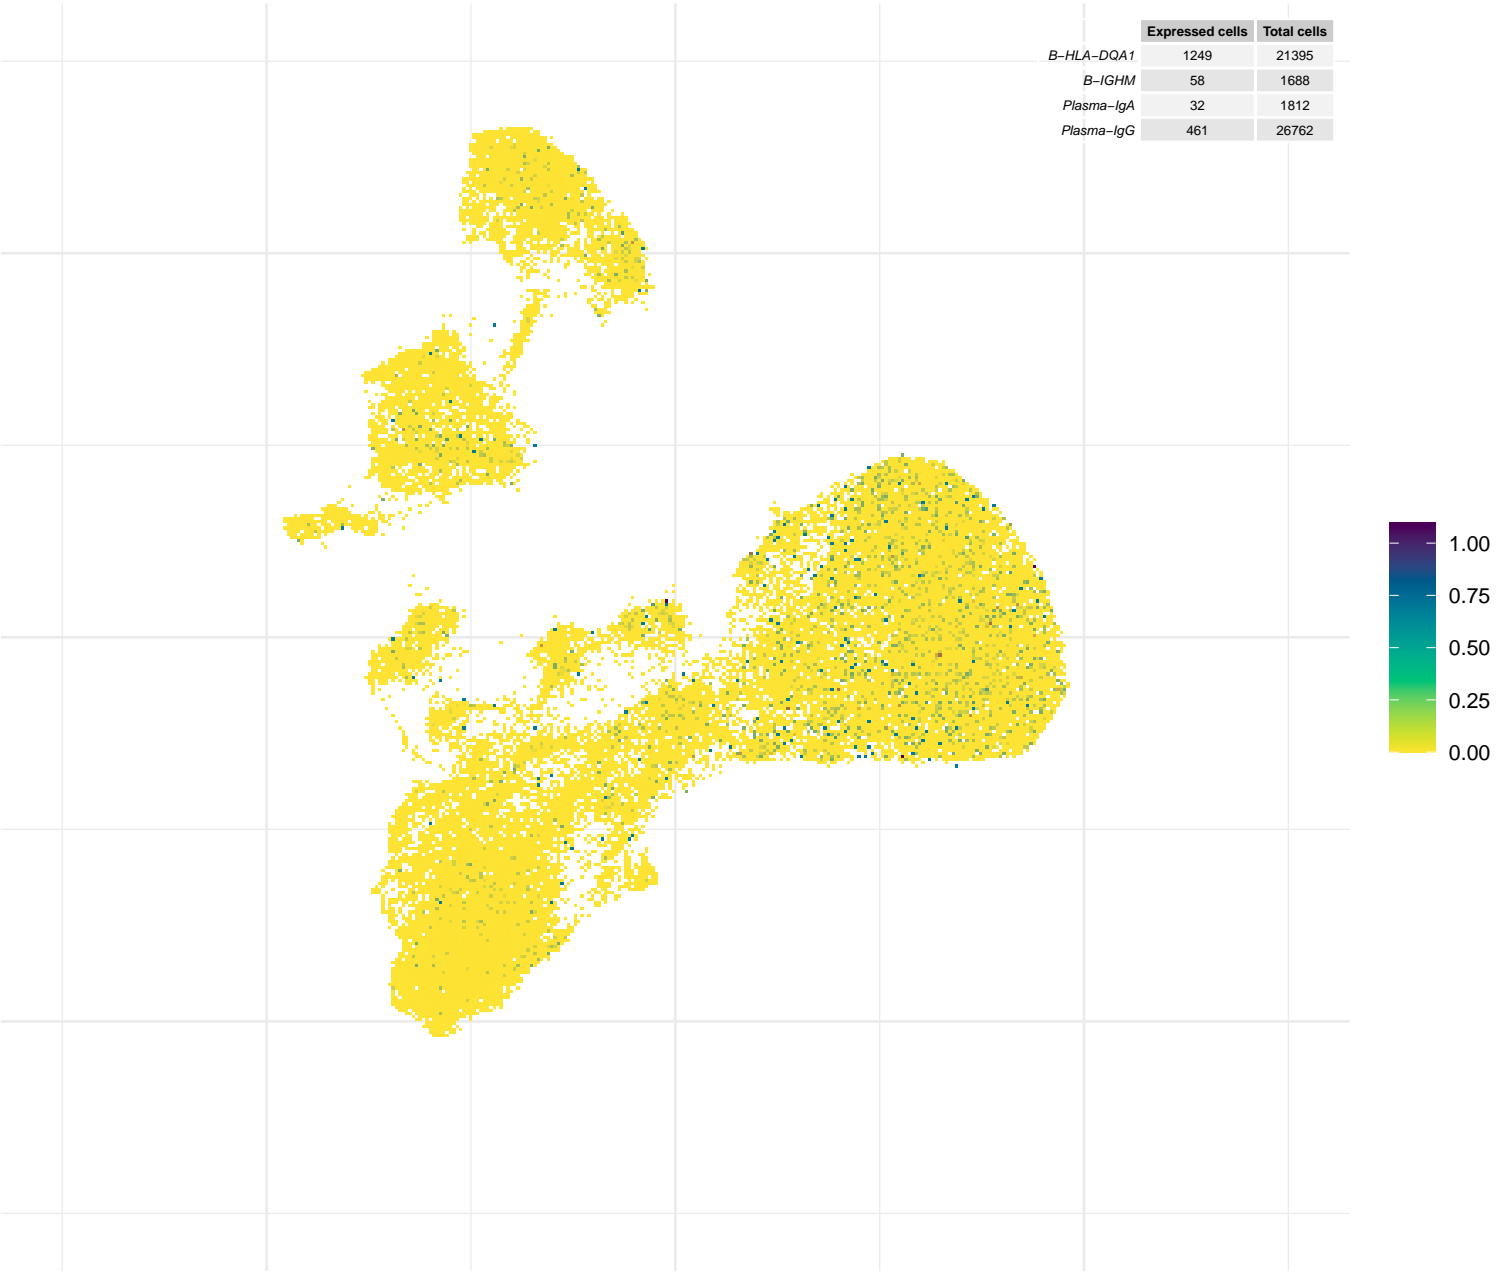 Expressed cells Total cells
B−HLA−DQA1 1249 21395
B−IGHM 58 1688
Plasma−IgA 32 1812
Plasma−IgG 461 26762
1.00
0.75
0.50
0.25
0.00